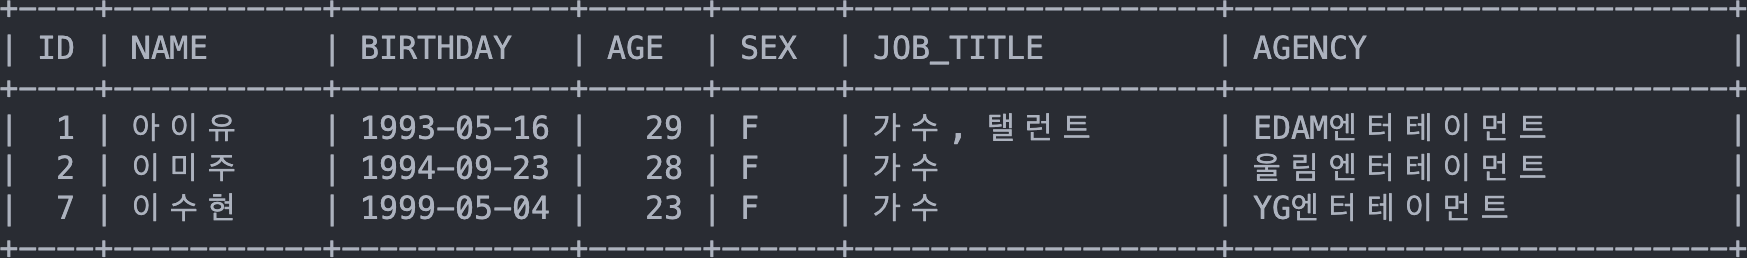 | ID | NAME | BIRTHDAY | AGE | SEX | JOB_TITLE | AGENCY |
| 1 | 아이유 | 1993-05-16 | 29 | F | 가수, 탤런트 | EDAM엔터테이먼트 |
| 2 | 이미주 | 1994-09-23 | 28 | F | 가수 | 울림엔터테이먼트 |
| 7 | 이수현 | 1999-05-04 | 23 | F | 가수 | YG엔터테이먼트 |